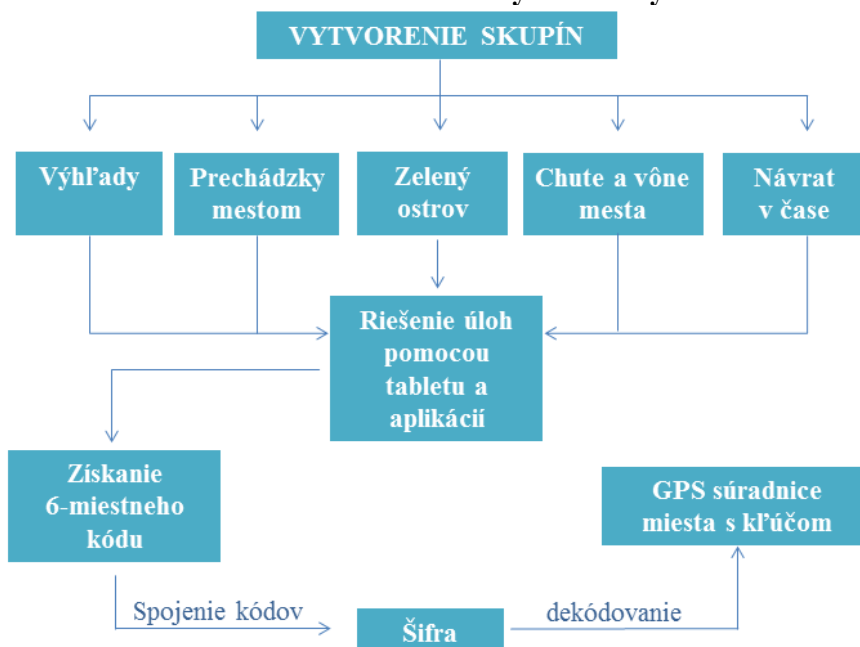 VYTVORENIE SKUPÍN
Výhľady
Prechádzky
mestom
Zelený
ostrov
Chute a vône
mesta
Návrat
v čase
Riešenie úloh
pomocou
tabletu a
aplikácií
Získanie
6-miestneho
kódu
GPS súradnice
miesta s kľúčom
Spojenie kódov
Šifra
dekódovanie